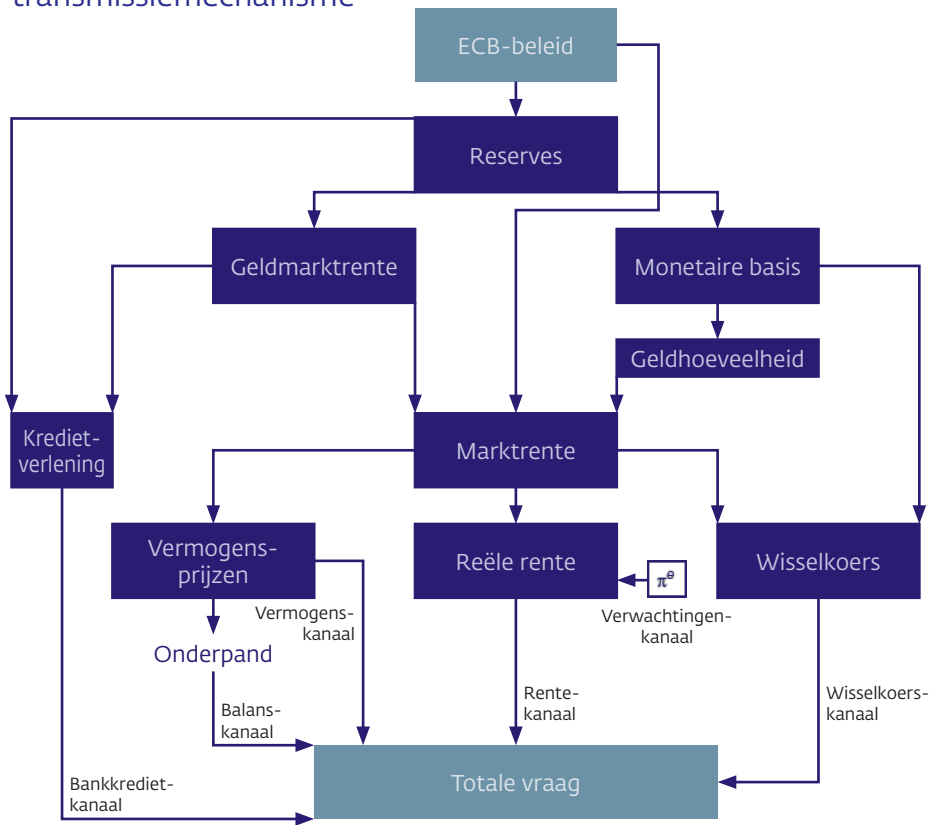 transmissiemechanisme
ECB-beleid
Reserves
Geldmarktrente
Monetaire basis
Geldhoeveelheid
Krediet-
verlening
Marktrente
Vermogens-
prijzen
Reële rente
πᵉ
Wisselkoers
Vermogens-
kanaal
Verwachtingen-
kanaal
Onderpand
Balans-
kanaal
Rente-
kanaal
Wisselkoers-
kanaal
Bankkrediet-
kanaal
Totale vraag